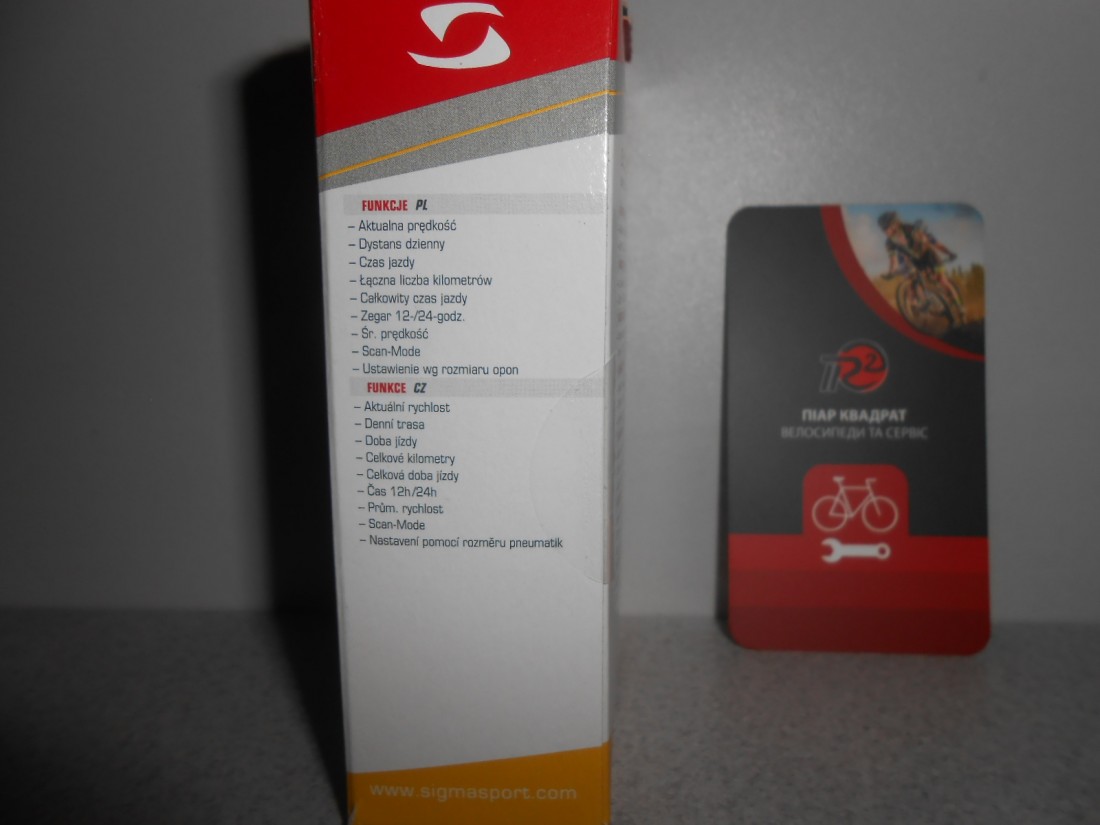 FUNKCJE PL
– Aktualna prędkość
– Dystans dzienny
– Czas jazdy
– Łączna liczba kilometrów
– Całkowity czas jazdy
– Zegar 12-/24-godz.
– Śr. prędkość
– Scan-Mode
– Ustawienie wg rozmiaru opon
FUNKCE CZ
– Aktuální rychlost
– Denní trasa
– Doba jízdy
– Celkové kilometry
– Celková doba jízdy
– Čas 12h/24h
– Prům. rychlost
– Scan-Mode
– Nastavení pomocí rozměru pneumatik
www.sigmasport.com
ПR2
ПІАР КВАДРАТ
ВЕЛОСИПЕДИ ТА СЕРВІС